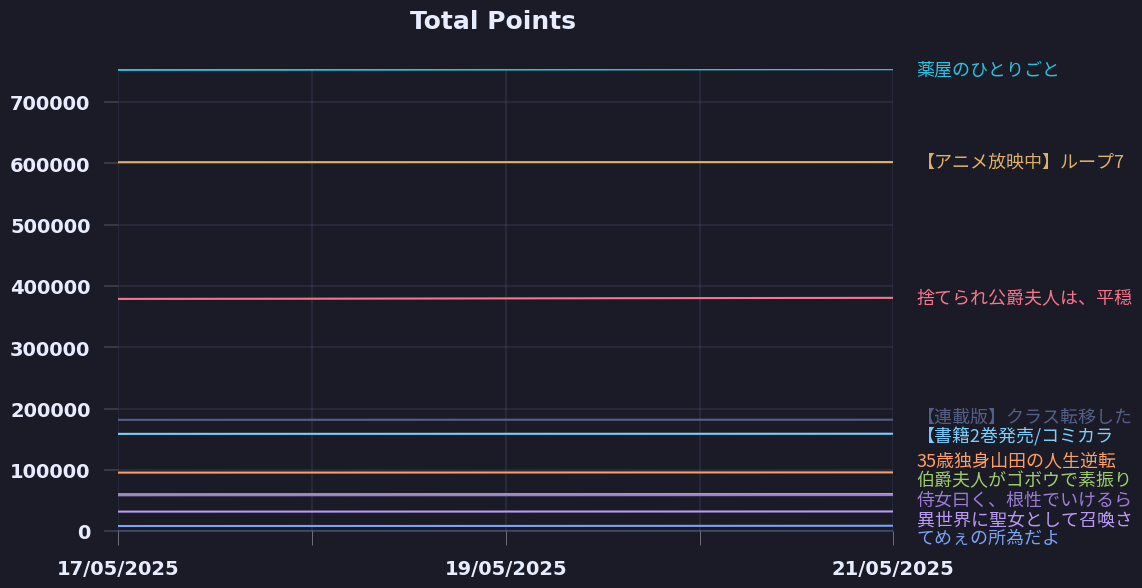 Total Points
700000
600000
500000
400000
300000
200000
100000
0
17/05/2025
19/05/2025
21/05/2025
薬屋のひとりごと
【アニメ放映中】ループ7
捨てられ公爵夫人は、平穏
【連載版】クラス転移した
【書籍2巻発売/コミカラ
35歳独身山田の人生逆転
伯爵夫人がゴボウで素振り
侍女曰く、根性でいけるら
異世界に聖女として召喚さ
てめぇの所為だよ